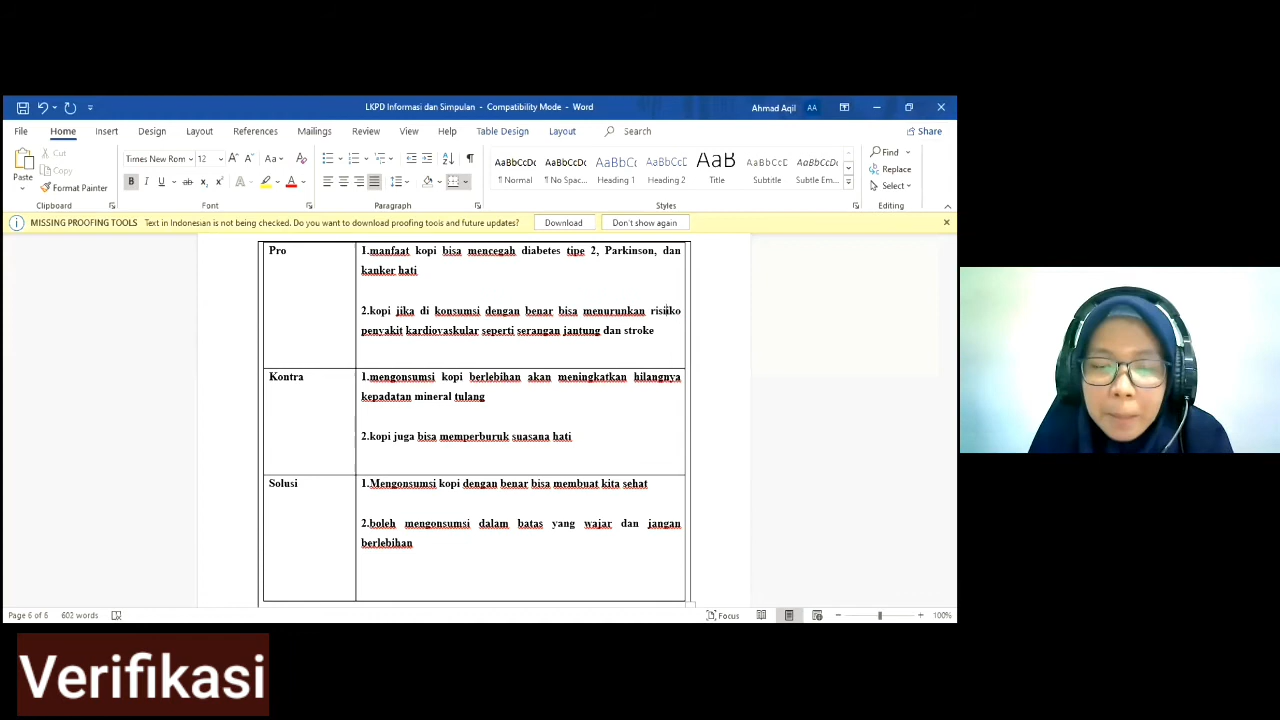 LKPD Informasi dan Simpulan - Compatibility Mode - Word
Ahmad Aqil AA
File Home Insert Design Layout References Mailings Review View Help Table Design Layout Search Share
Paste
Cut
Copy
Format Painter
Clipboard
Times New Rom 12
Font
Paragraph
AaBbCcDc AaBbCcDc AaBbCcD AaBbCcD AaB AaBbCcD AaBbCcDc
¶ Normal ¶ No Spac... Heading 1 Heading 2 Title Subtitle Subtle Em...
Styles
Find
Replace
Select
Editing
MISSING PROOFING TOOLS Text in Indonesian is not being checked. Do you want to download proofing tools and future updates? Download Don't show again
Pro
1.manfaat kopi bisa mencegah diabetes tipe 2, Parkinson, dan
kanker hati
2.kopi jika di konsumsi dengan benar bisa menurunkan risiko
penyakit kardiovaskular seperti serangan jantung dan stroke
Kontra
1.mengonsumsi kopi berlebihan akan meningkatkan hilangnya
kepadatan mineral tulang
2.kopi juga bisa memperburuk suasana hati
Solusi
1.Mengonsumsi kopi dengan benar bisa membuat kita sehat
2.boleh mengonsumsi dalam batas yang wajar dan jangan
berlebihan
Page 6 of 6 602 words Focus 100%
Verifikasi